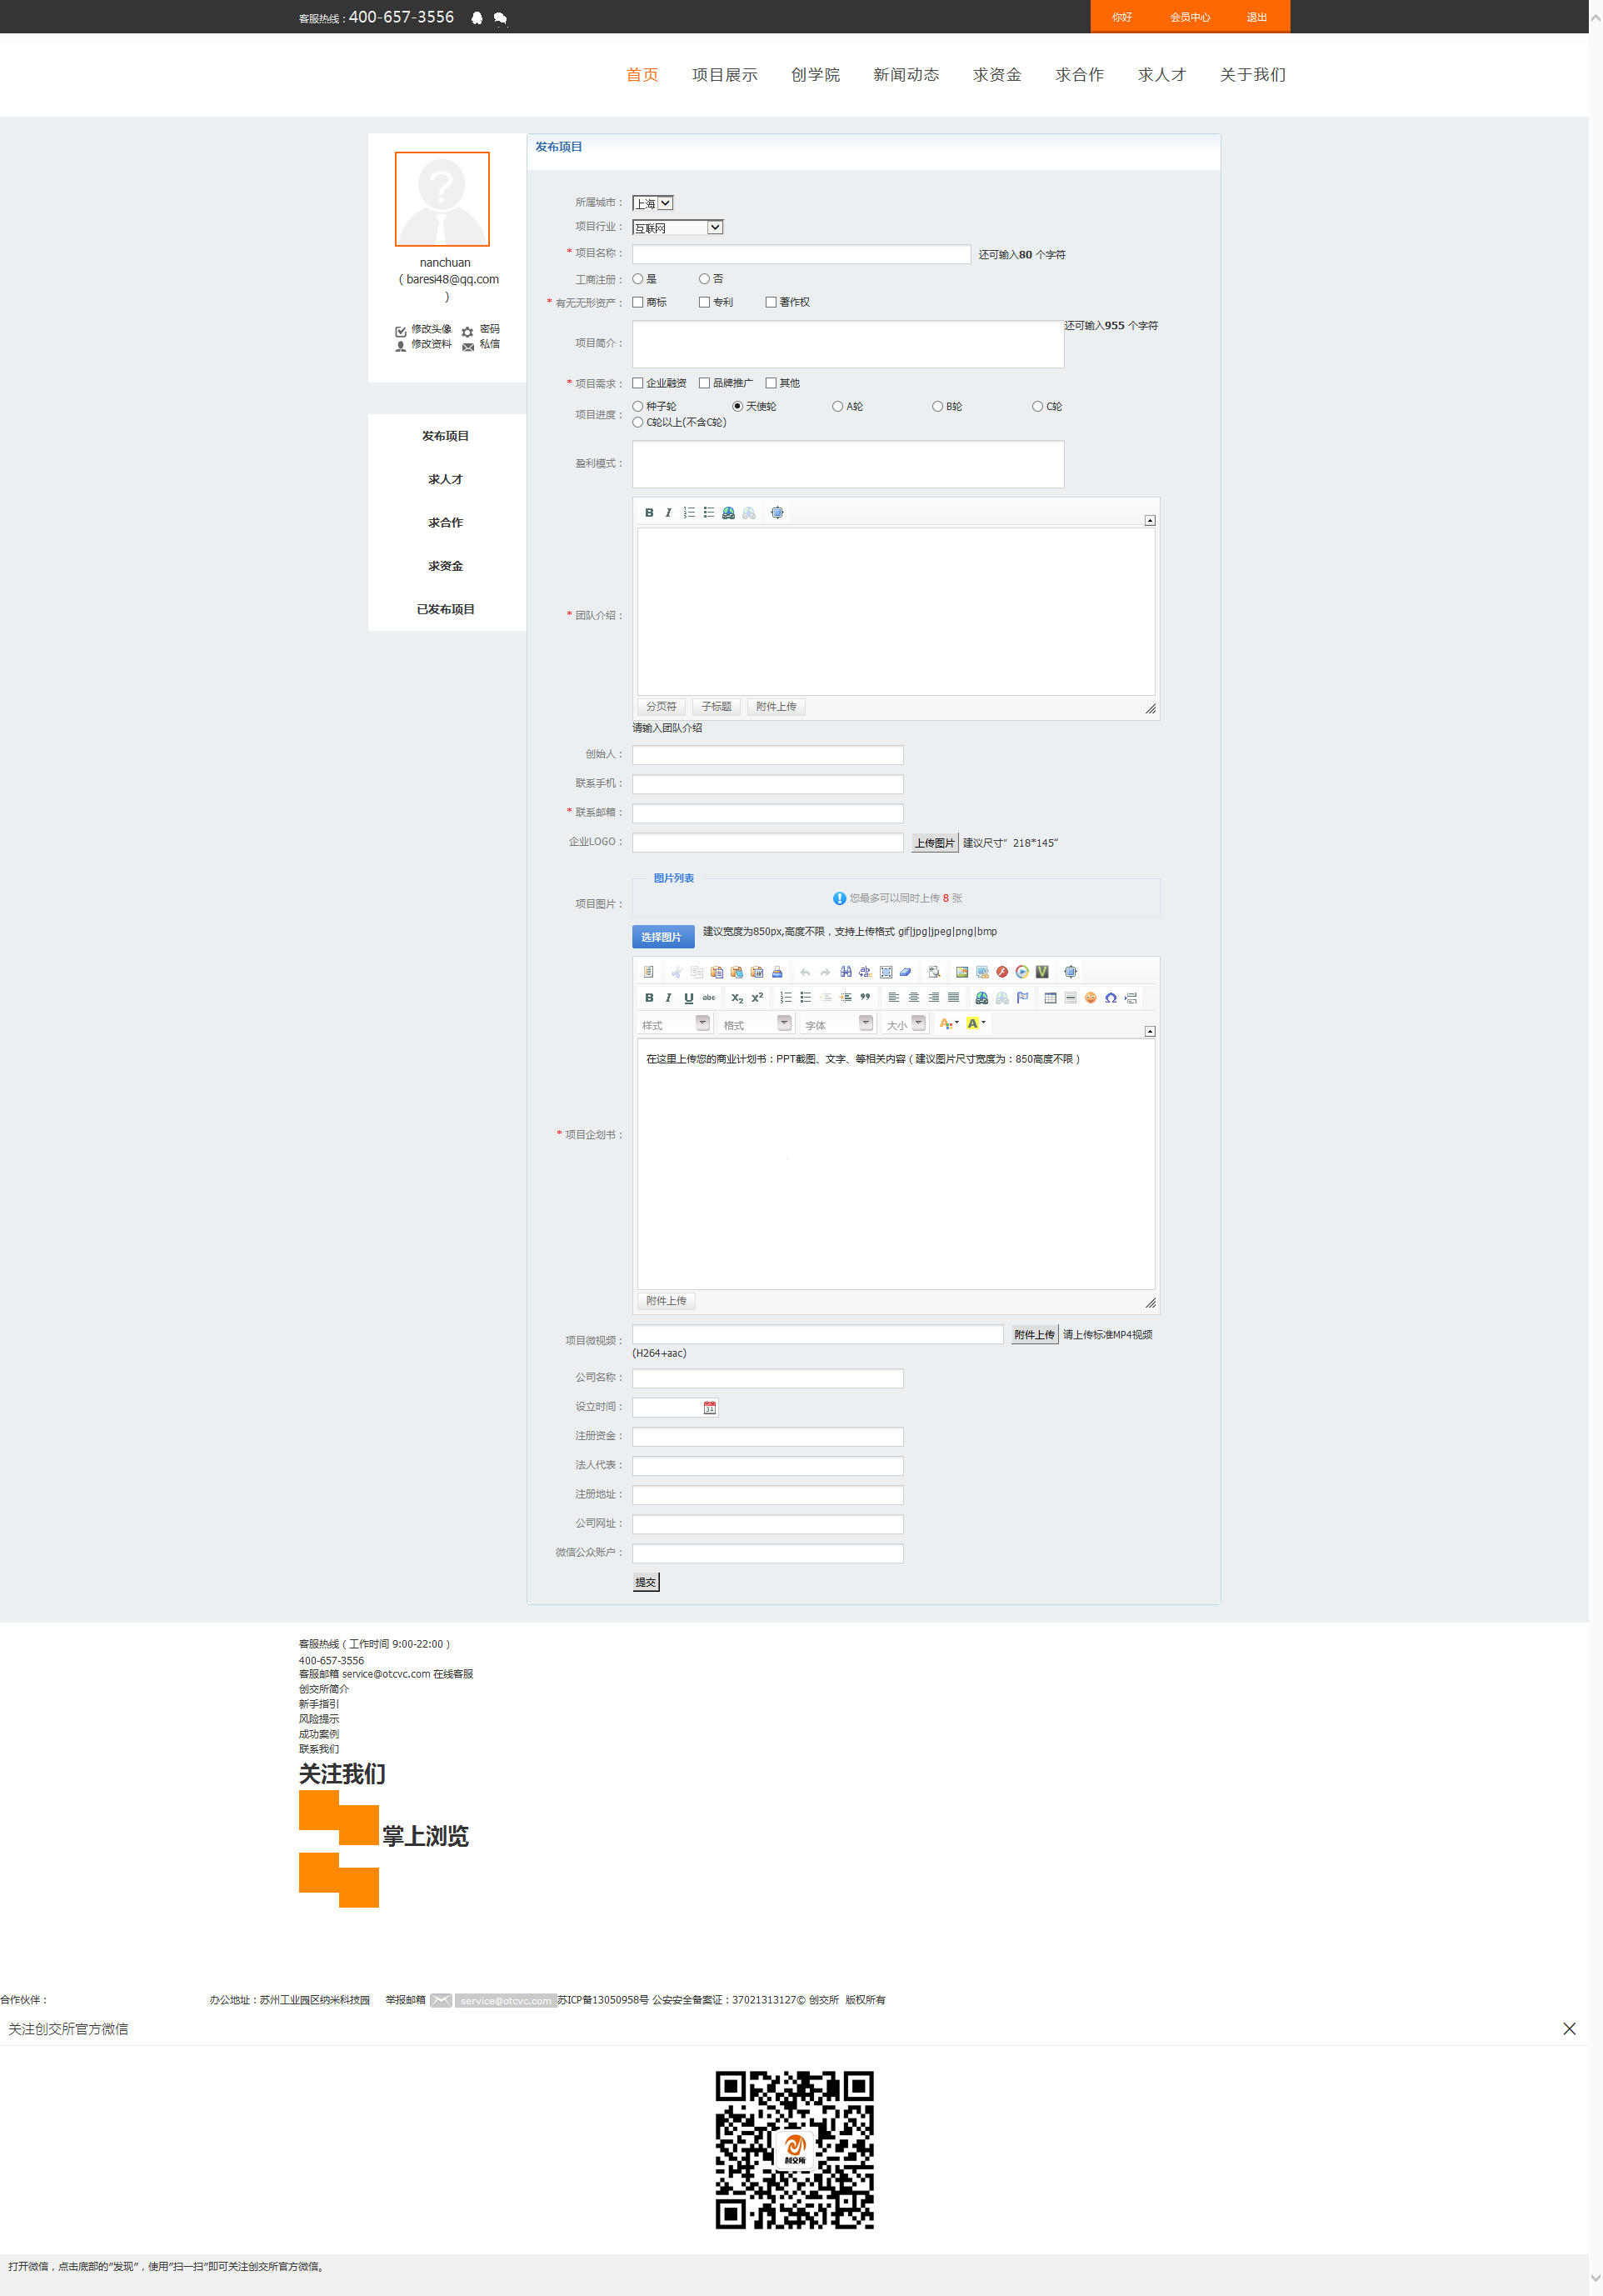 客服热线：400-657-3556
你好 会员中心 退出
首页 项目展示 创学院 新闻动态 求资金 求合作 求人才 关于我们
nanchuan
（baresi48@qq.com
）
修改头像 密码
修改资料 私信
发布项目
求人才
求合作
求资金
已发布项目
发布项目
所属城市： 上海
项目行业： 互联网
* 项目名称： 还可输入80 个字符
工商注册： 是 否
* 有无无形资产： 商标 专利 著作权
项目简介： 还可输入955 个字符
* 项目需求： 企业融资 品牌推广 其他
项目进度： 种子轮 天使轮 A轮 B轮 C轮
C轮以上(不含C轮)
盈利模式：
* 团队介绍：
分页符 子标题 附件上传
请输入团队介绍
创始人：
联系手机：
* 联系邮箱：
企业LOGO： 上传图片 建议尺寸“218*145”
图片列表
项目图片： 您最多可以同时上传 8 张
选择图片 建议宽度为850px,高度不限，支持上传格式 gif|jpg|jpeg|png|bmp
样式 格式 字体 大小
在这里上传您的商业计划书：PPT截图、文字、等相关内容（建议图片尺寸宽度为：850高度不限）
* 项目企划书：
附件上传
项目微视频： 附件上传 请上传标准MP4视频
(H264+aac)
公司名称：
设立时间：
注册资金：
法人代表：
注册地址：
公司网址：
微信公众账户：
提交
客服热线（工作时间 9:00-22:00）
400-657-3556
客服邮箱 service@otcvc.com 在线客服
创交所简介
新手指引
风险提示
成功案例
联系我们
关注我们
掌上浏览
合作伙伴： 办公地址：苏州工业园区纳米科技园 举报邮箱 service@otcvc.com 苏ICP备13050958号 公安安全备案证：37021313127© 创交所 版权所有
关注创交所官方微信
创交所
打开微信，点击底部的“发现”，使用“扫一扫”即可关注创交所官方微信。